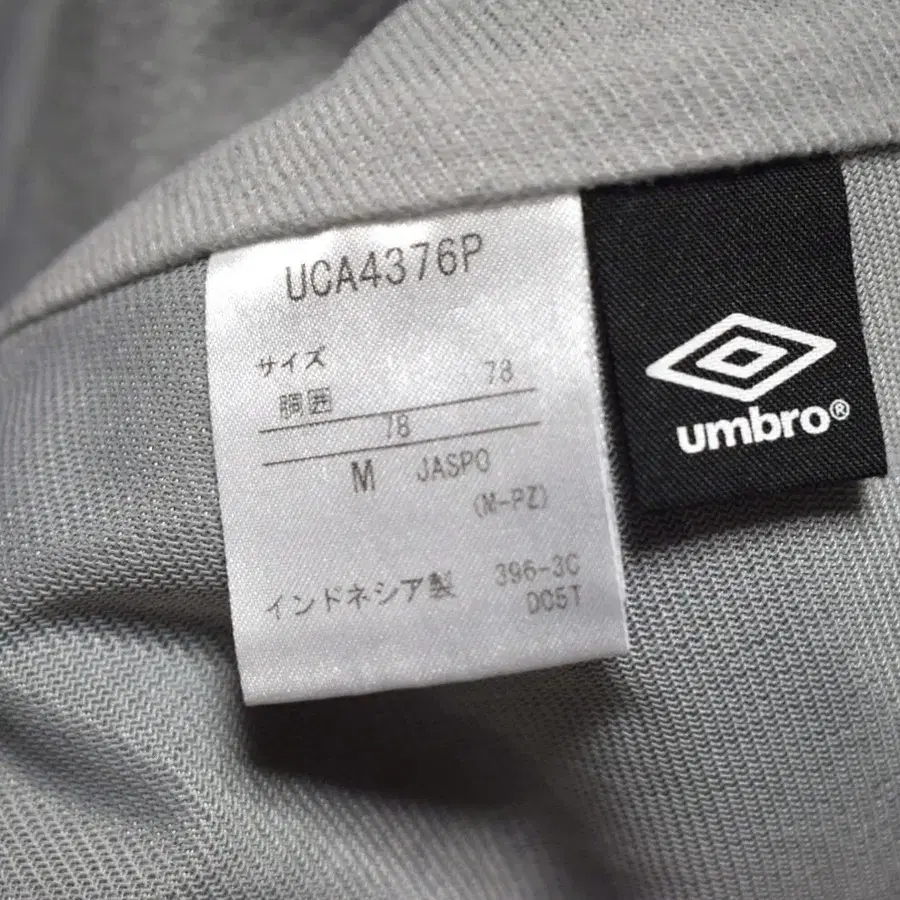 UCA4376P
サイズ
胴囲 78
78
M JASPO
(M-PZ)
インドネシア製 396-3C
DC5T
umbro®